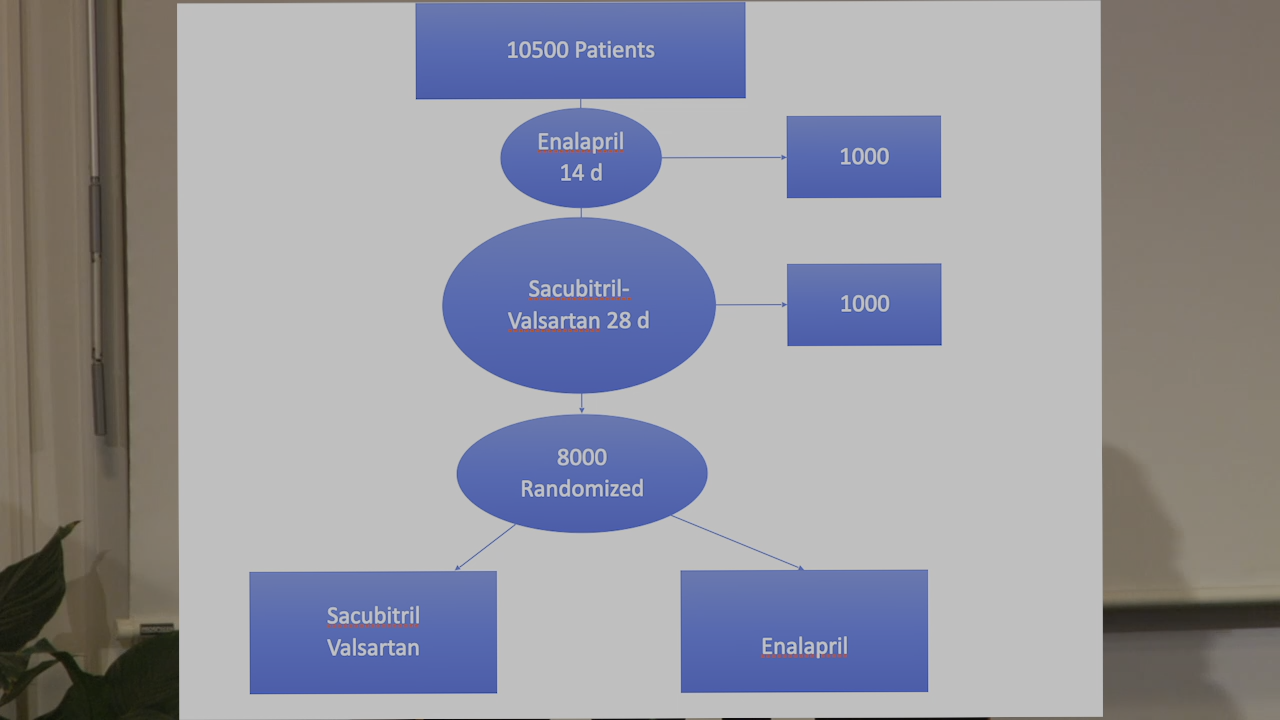 10500 Patients
Enalapril
14 d
1000
Sacubitril-
Valsartan 28 d
1000
8000
Randomized
Sacubitril
Valsartan
Enalapril